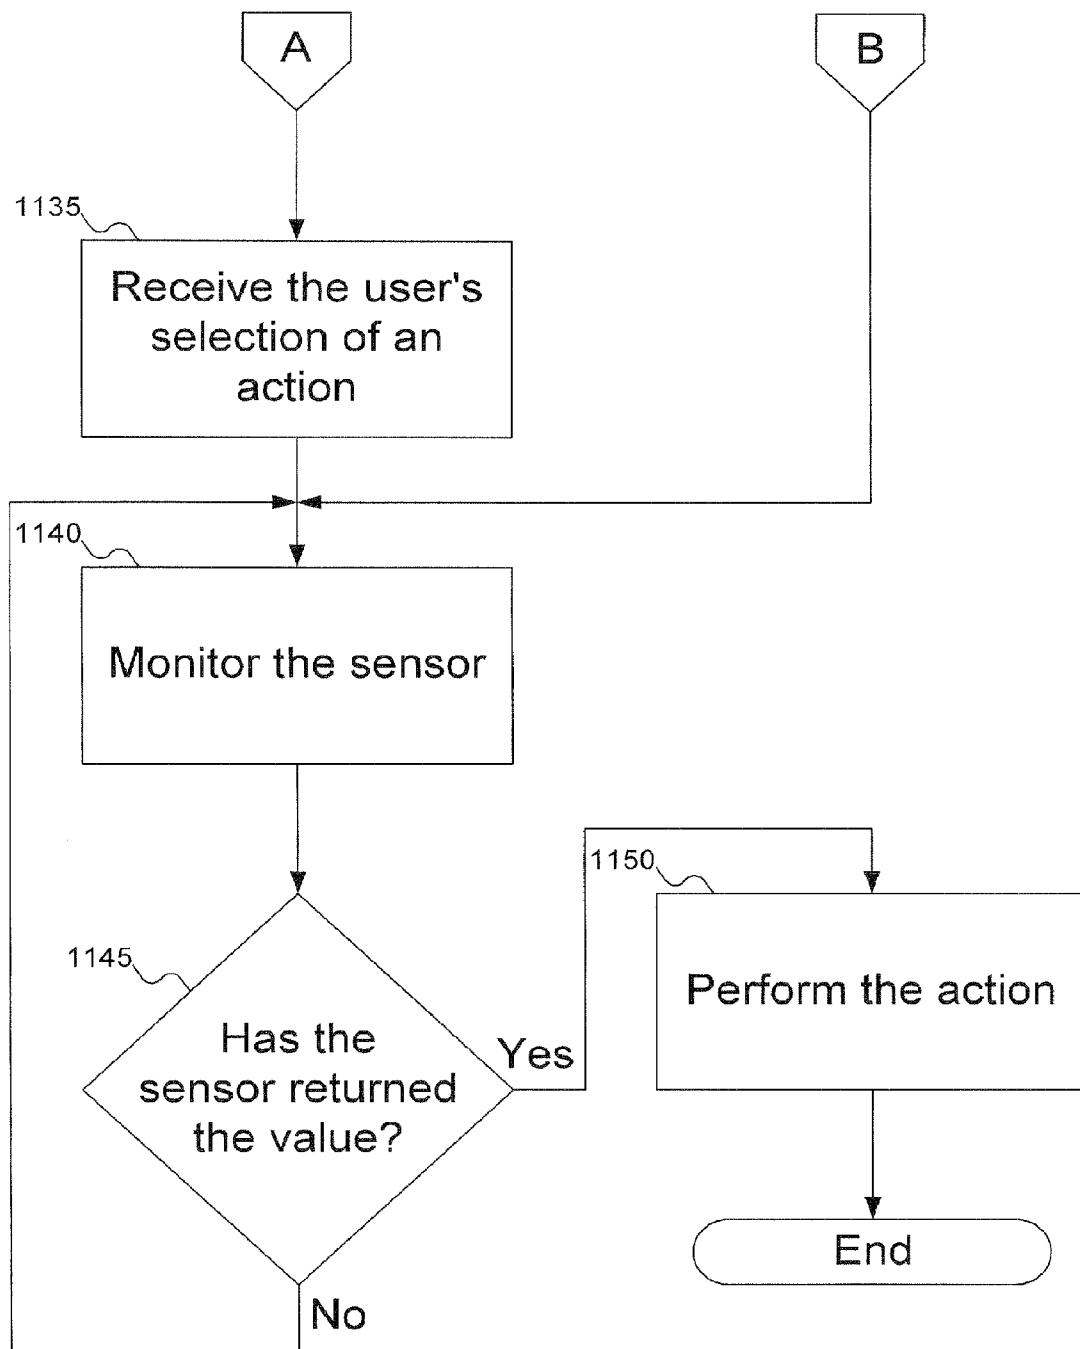 A
B
1135
Receive the user's
selection of an
action
1140
Monitor the sensor
1145
Has the
sensor returned
the value?
Yes
No
1150
Perform the action
End